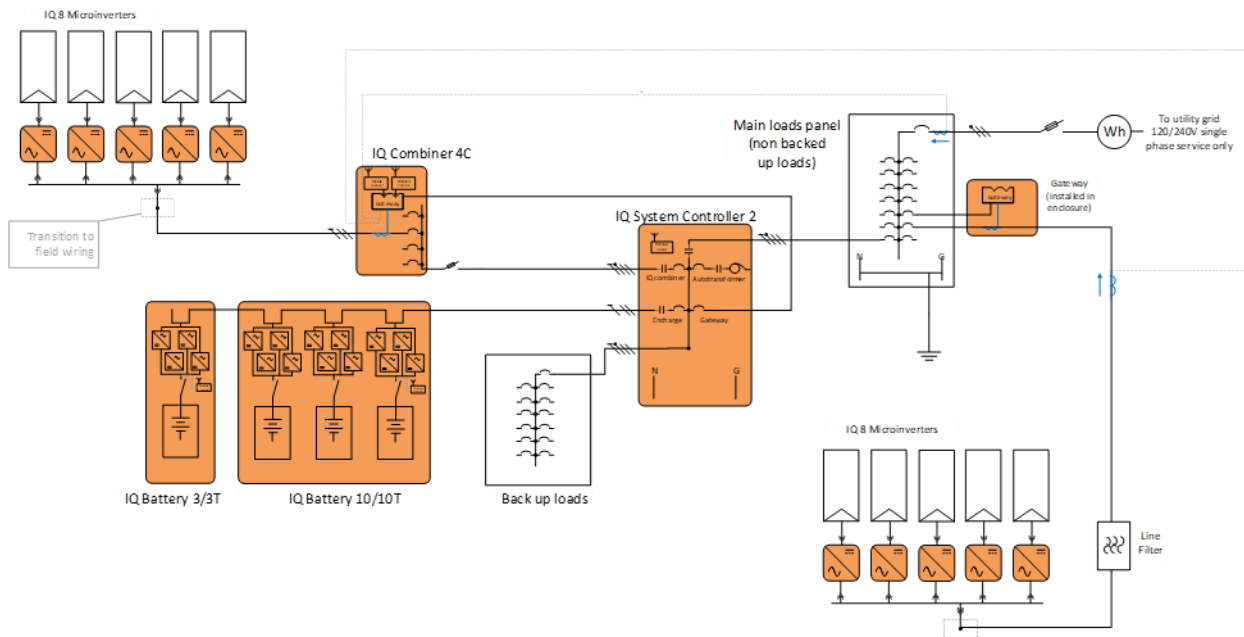 IQ 8 Microinverters
IQ Combiner 4C
Transition to
field wiring
IQ System Controller 2
IQ combiner
Autotransformer
Encharge
Gateway
N
G
Main loads panel
(non backed
up loads)
N
G
Wh
To utility grid
120/240V single
phase service only
Gateway
(installed in
enclosure)
Gateway
IQ Battery 3/3T
IQ Battery 10/10T
Back up loads
IQ 8 Microinverters
Line
Filter